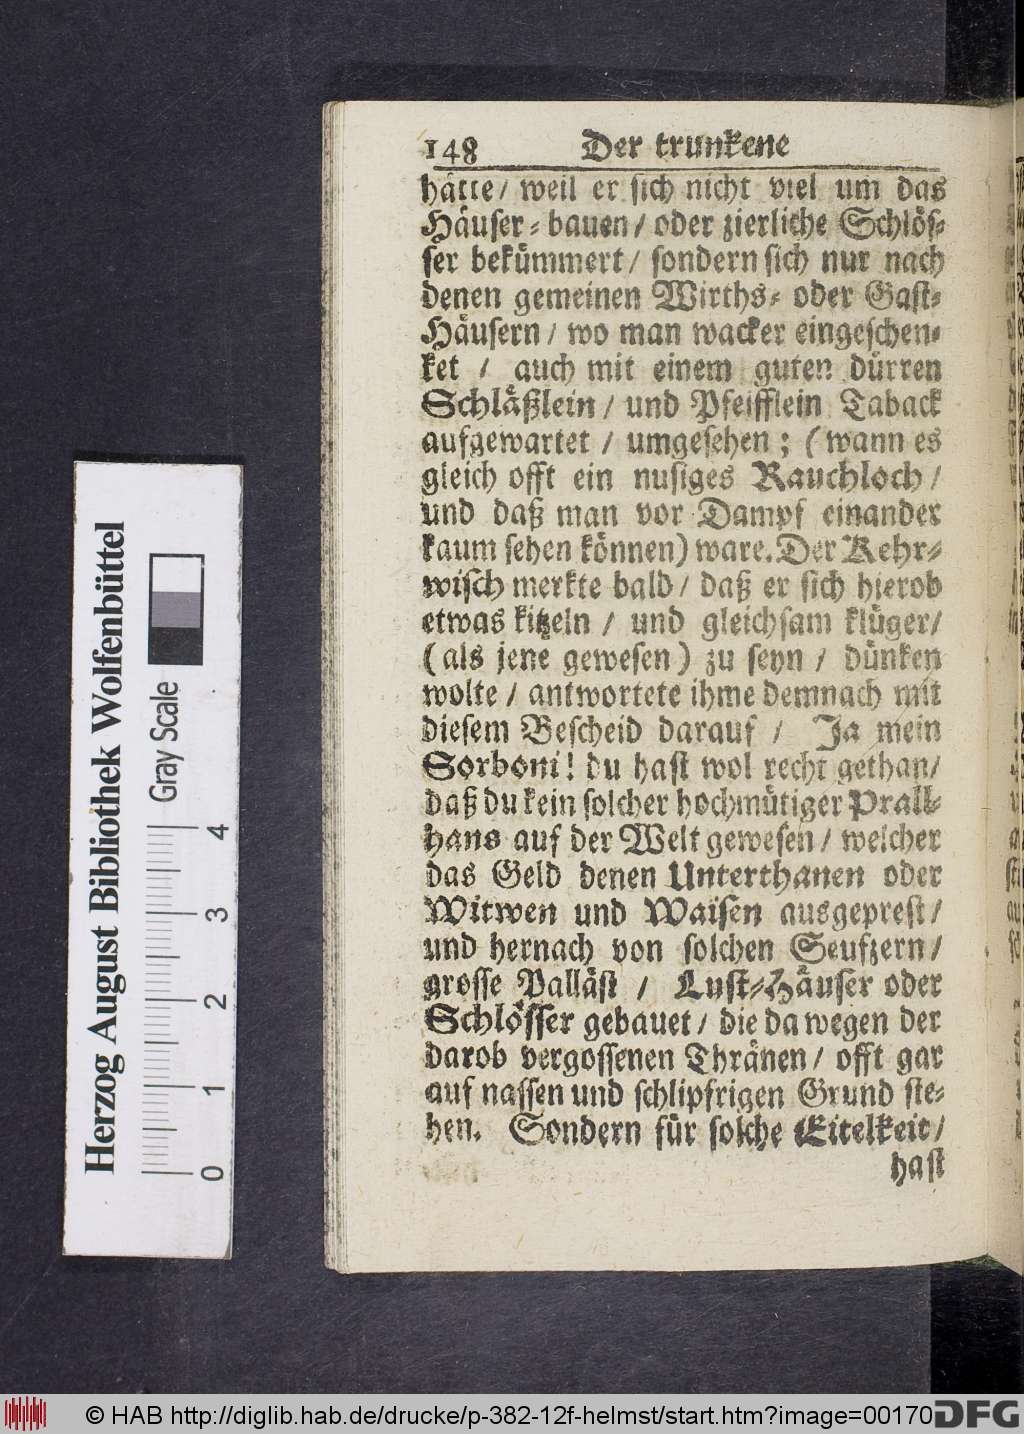 148 Der trunkene
hätte / weil er sich nicht viel um das
Häuser-bauen / oder zierliche Schlös-
ser bekümmert / sondern sich nur nach
denen gemeinen Wirths- oder Gast-
Häusern / wo man wacker eingeschen-
ket / auch mit einem guten dürren
Schläßlein / und Pfeifflein Taback
aufgewartet / umgesehen ; (wann es
gleich offt ein nusiges Rauchloch /
und daß man vor Dampf einander
kaum sehen können) ware. Der Kehr-
wisch merkte bald / daß er sich hierob
etwas kitzeln / und gleichsam klüger /
(als jene gewesen) zu seyn / dünken
wolte / antwortete ihme demnach mit
diesem Bescheid darauf / Ja mein
Sorboni! du hast wol recht gethan /
daß du kein solcher hochmütiger Prall-
hans auf der Welt gewesen / welcher
das Geld denen Unterthanen oder
Witwen und Waisen ausgeprest /
und hernach von solchen Seufzern /
grosse Palläst / Lust-Häuser oder
Schlösser gebauet / die da wegen der
darob vergossenen Thränen / offt gar
auf nassen und schlipfrigen Grund ste-
hen. Sondern für solche Eitelkeit /
hast
Herzog August Bibliothek Wolfenbüttel
Gray Scale
0 1 2 3 4
© HAB http://diglib.hab.de/drucke/p-382-12f-helmst/start.htm?image=00170
DFG